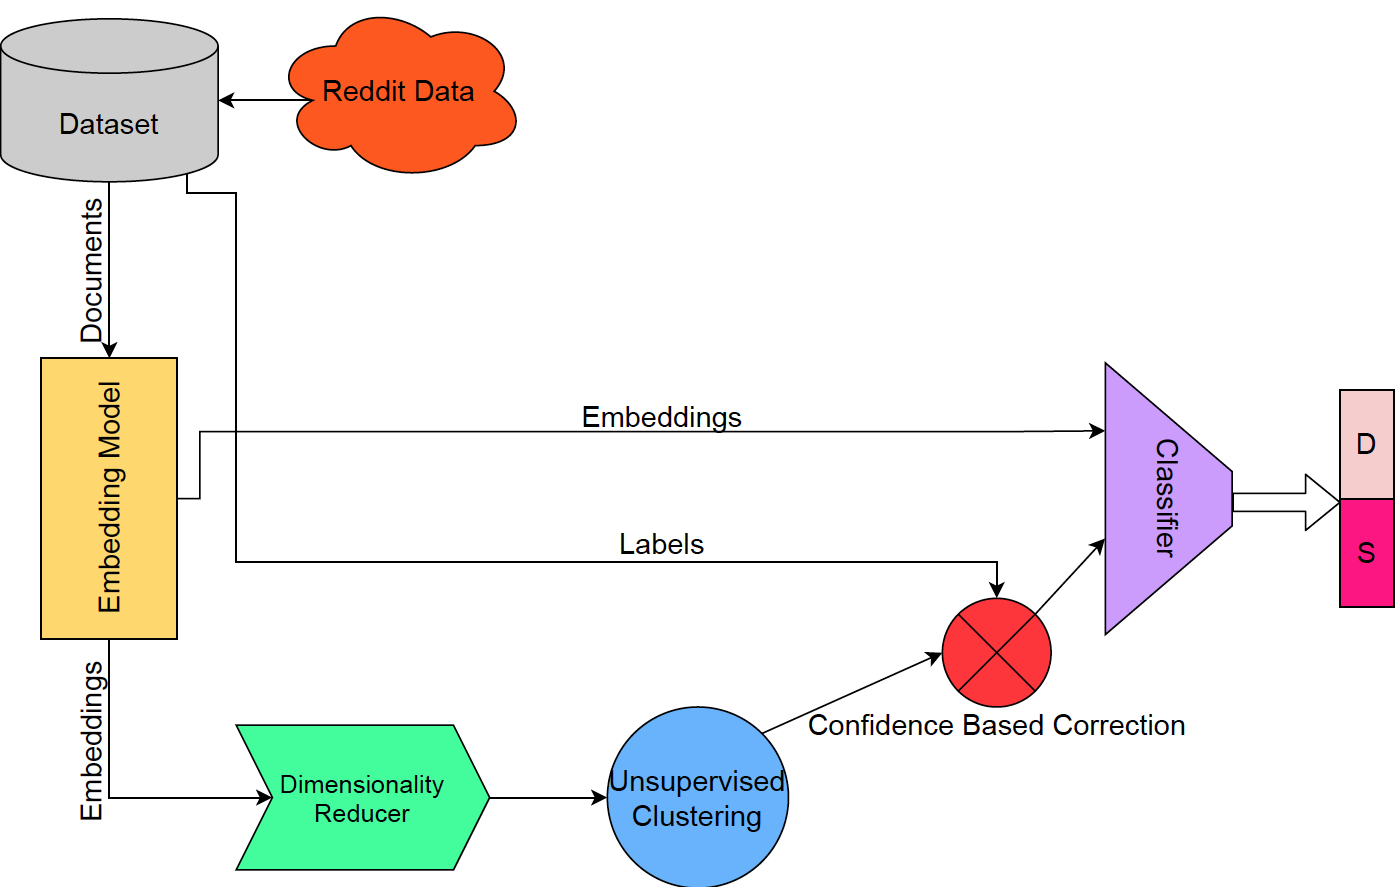 Reddit Data
Dataset
Documents
Embedding Model
Embeddings
Classifier
D
Labels
S
Embeddings
Confidence Based Correction
Dimensionality
Reducer
Unsupervised
Clustering